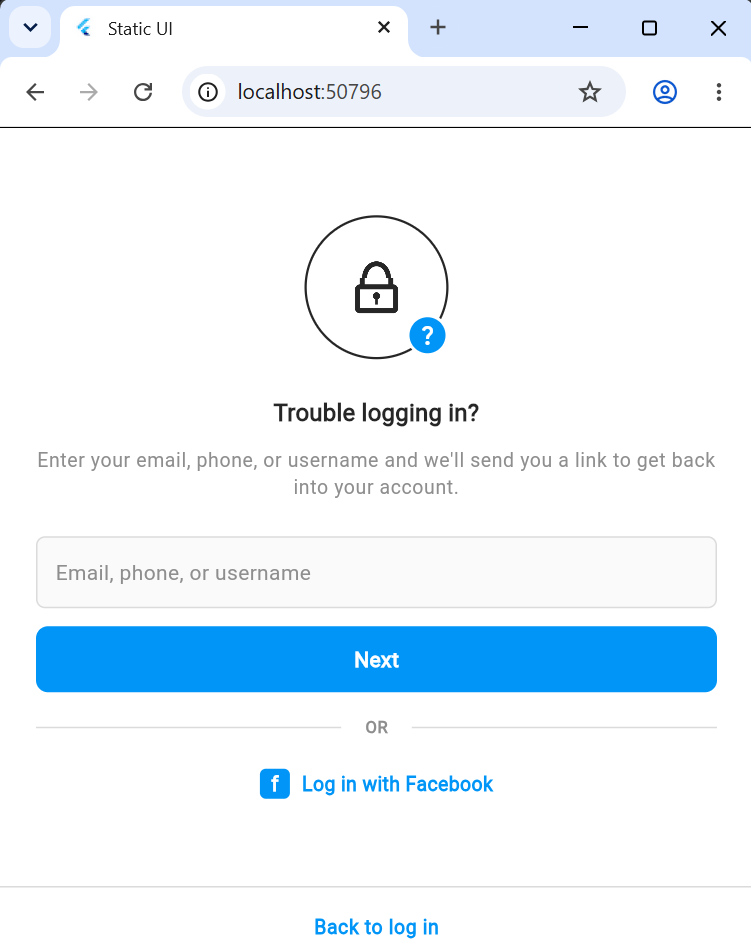 Static UI
localhost:50796
?
Trouble logging in?
Enter your email, phone, or username and we'll send you a link to get back
into your account.
Email, phone, or username
Next
OR
f Log in with Facebook
Back to log in